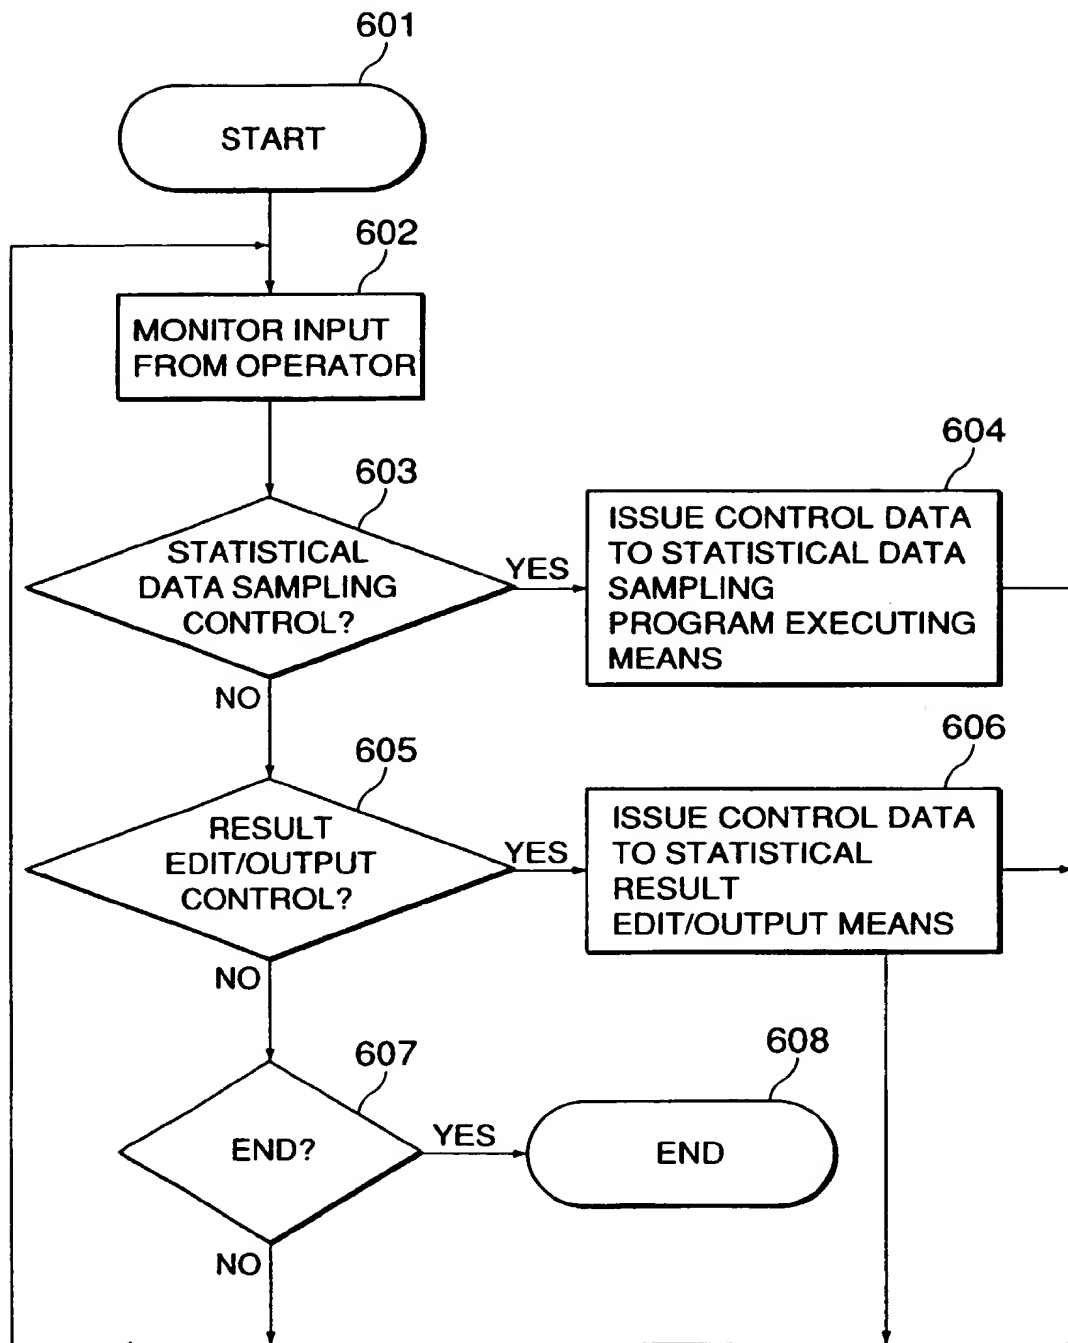 601
START
602
MONITOR INPUT
FROM OPERATOR
603
STATISTICAL
DATA SAMPLING
CONTROL?
YES
NO
604
ISSUE CONTROL DATA
TO STATISTICAL DATA
SAMPLING
PROGRAM EXECUTING
MEANS
605
RESULT
EDIT/OUTPUT
CONTROL?
YES
NO
606
ISSUE CONTROL DATA
TO STATISTICAL
RESULT
EDIT/OUTPUT MEANS
607
END?
YES
NO
608
END